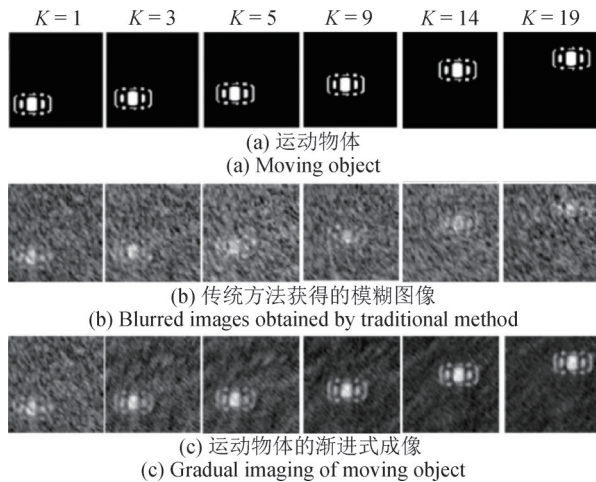 K = 1 K = 3 K = 5 K = 9 K = 14 K = 19
(a) 运动物体
(a) Moving object
(b) 传统方法获得的模糊图像
(b) Blurred images obtained by traditional method
(c) 运动物体的渐进式成像
(c) Gradual imaging of moving object